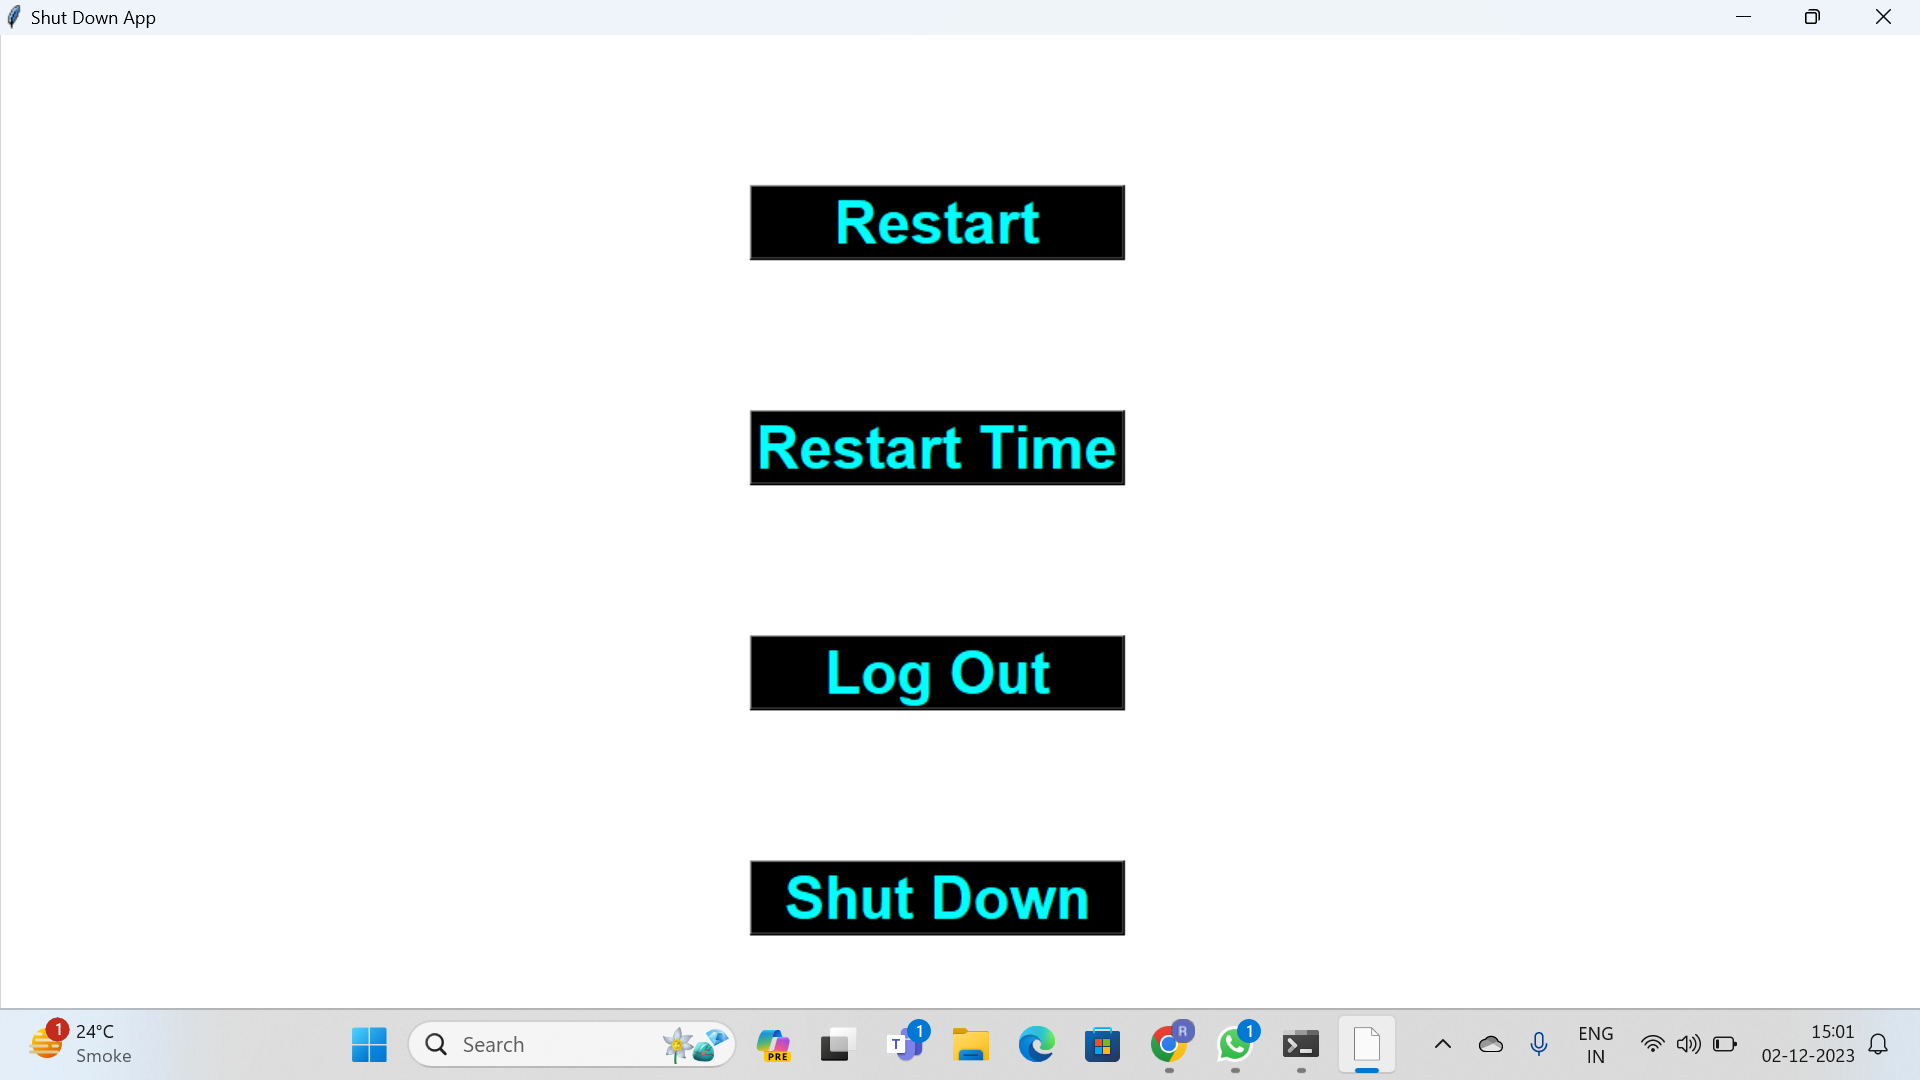 Shut Down App
Restart
Restart Time
Log Out
Shut Down
1
24°C
Smoke
Search
PRE
T
1
R
1
ENG
IN
15:01
02-12-2023